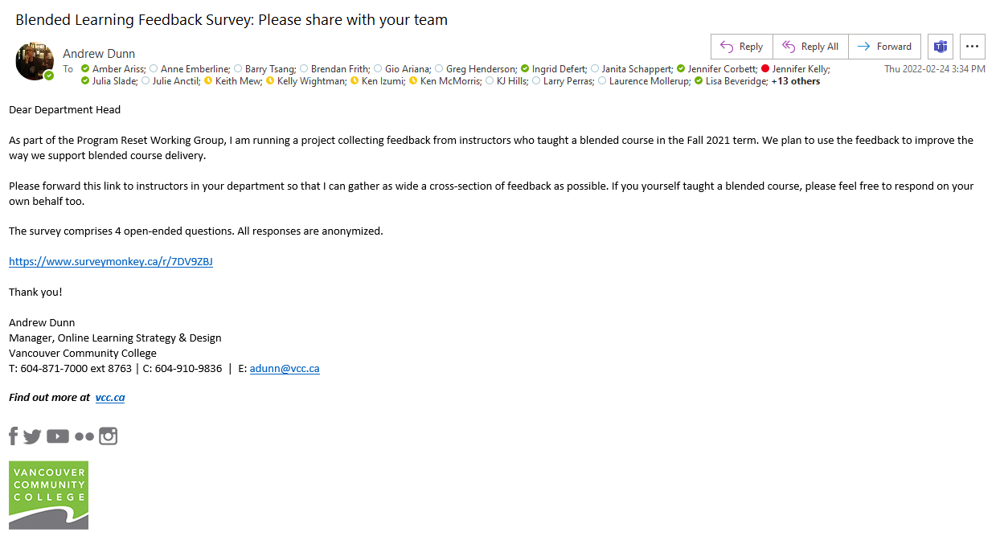 Blended Learning Feedback Survey: Please share with your team
Andrew Dunn
Reply
Reply All
Forward
To Amber Ariss; Anne Emberline; Barry Tsang; Brendan Frith; Gio Ariana; Greg Henderson; Ingrid Defert; Janita Schappert; Jennifer Corbett; Jennifer Kelly;
Julia Slade; Julie Anctil; Keith Mew; Kelly Wightman; Ken Izumi; Ken McMorris; KJ Hills; Larry Perras; Laurence Mollerup; Lisa Beveridge; +13 others
Thu 2022-02-24 3:34 PM
Dear Department Head
As part of the Program Reset Working Group, I am running a project collecting feedback from instructors who taught a blended course in the Fall 2021 term. We plan to use the feedback to improve the
way we support blended course delivery.
Please forward this link to instructors in your department so that I can gather as wide a cross-section of feedback as possible. If you yourself taught a blended course, please feel free to respond on your
own behalf too.
The survey comprises 4 open-ended questions. All responses are anonymized.
https://www.surveymonkey.ca/r/7DV9ZBJ
Thank you!
Andrew Dunn
Manager, Online Learning Strategy & Design
Vancouver Community College
T: 604-871-7000 ext 8763 | C: 604-910-9836 | E: adunn@vcc.ca
Find out more at vcc.ca
VANCOUVER
COMMUNITY
COLLEGE